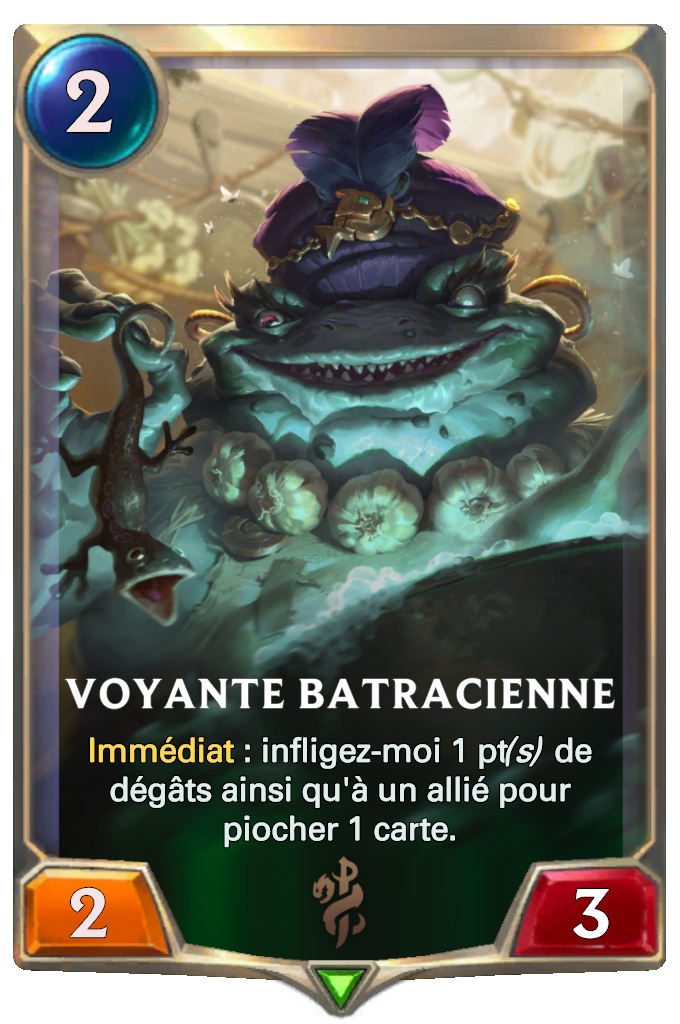 2
VOYANTE BATRACIENNE
Immédiat : infligez-moi 1 pt(s) de
dégâts ainsi qu'à un allié pour
piocher 1 carte.
2
3